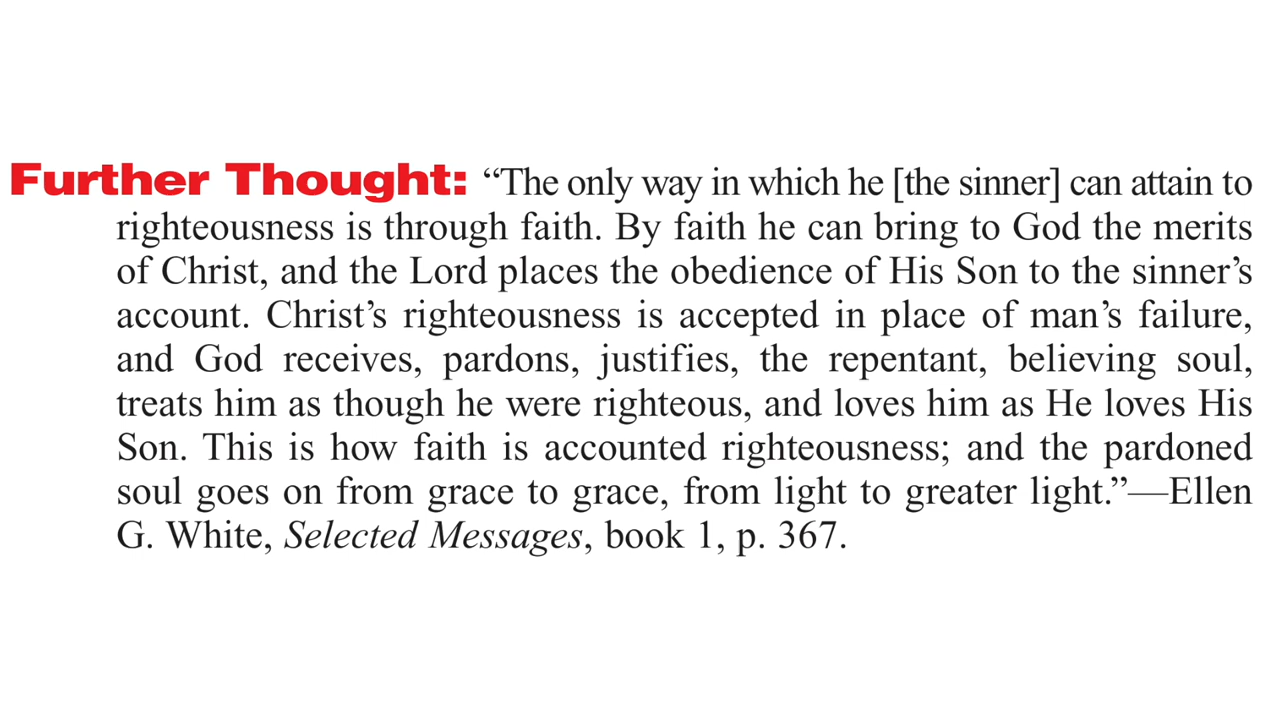 Further Thought: “The only way in which he [the sinner] can attain to
righteousness is through faith. By faith he can bring to God the merits
of Christ, and the Lord places the obedience of His Son to the sinner’s
account. Christ’s righteousness is accepted in place of man’s failure,
and God receives, pardons, justifies, the repentant, believing soul,
treats him as though he were righteous, and loves him as He loves His
Son. This is how faith is accounted righteousness; and the pardoned
soul goes on from grace to grace, from light to greater light.”—Ellen
G. White, Selected Messages, book 1, p. 367.